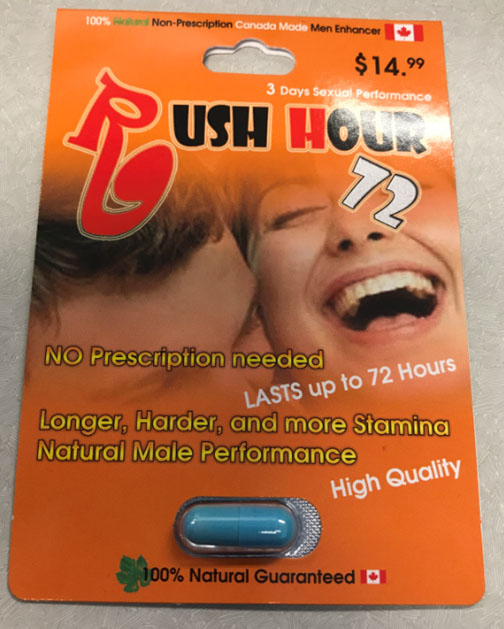 100% Natural Non-Prescription Canada Made Men Enhancer
$14.99
3 Days Sexual Performance
RUSH HOUR
72
NO Prescription needed
LASTS up to 72 Hours
Longer, Harder, and more Stamina
Natural Male Performance
High Quality
100% Natural Guaranteed